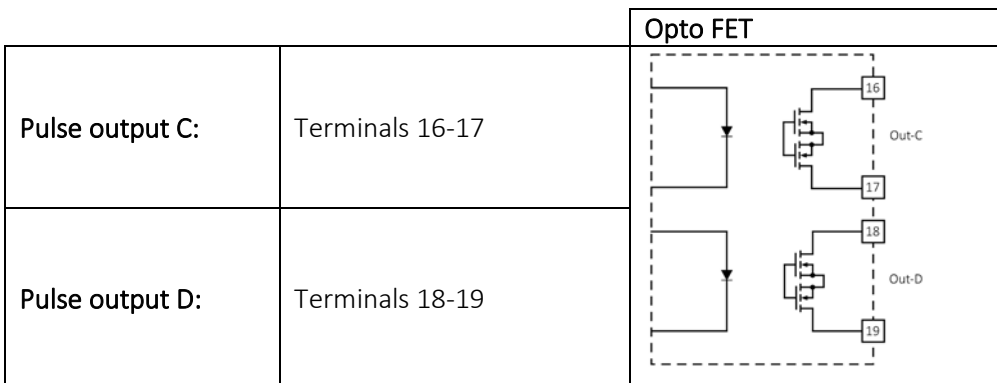 Opto FET
Pulse output C:
Terminals 16-17
16
Out-C
17
Pulse output D:
Terminals 18-19
18
Out-D
19